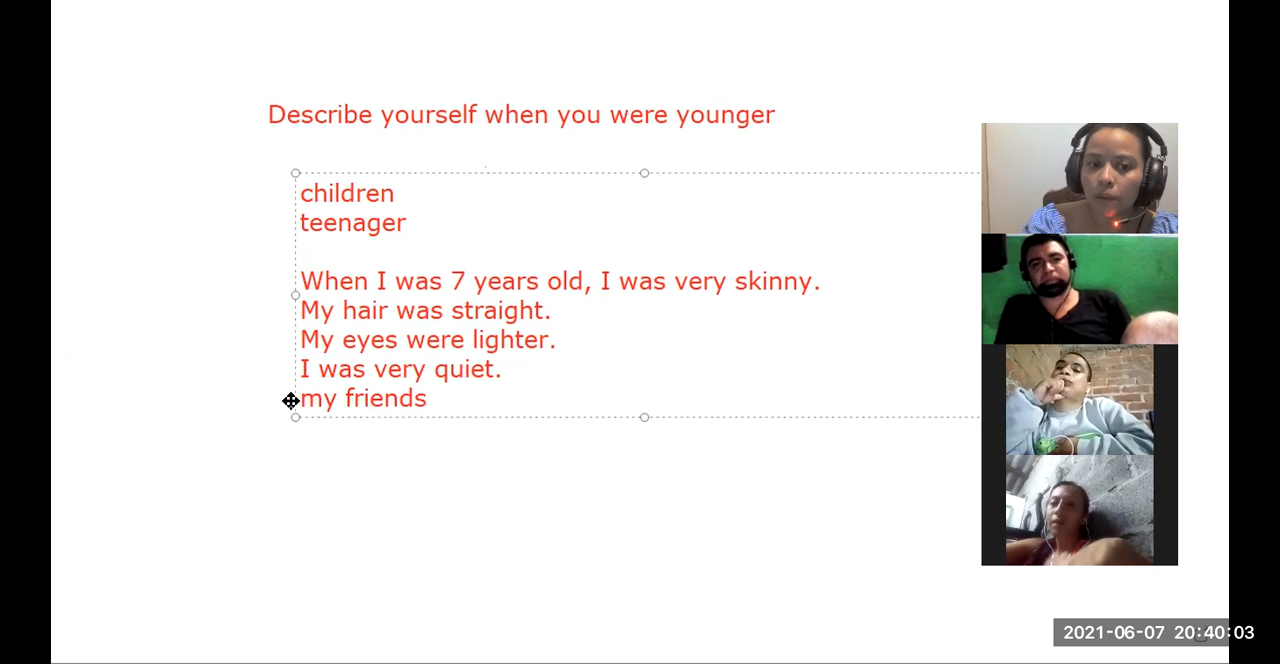 Describe yourself when you were younger
children
teenager
When I was 7 years old, I was very skinny.
My hair was straight.
My eyes were lighter.
I was very quiet.
my friends
2021-06-07 20:40:03